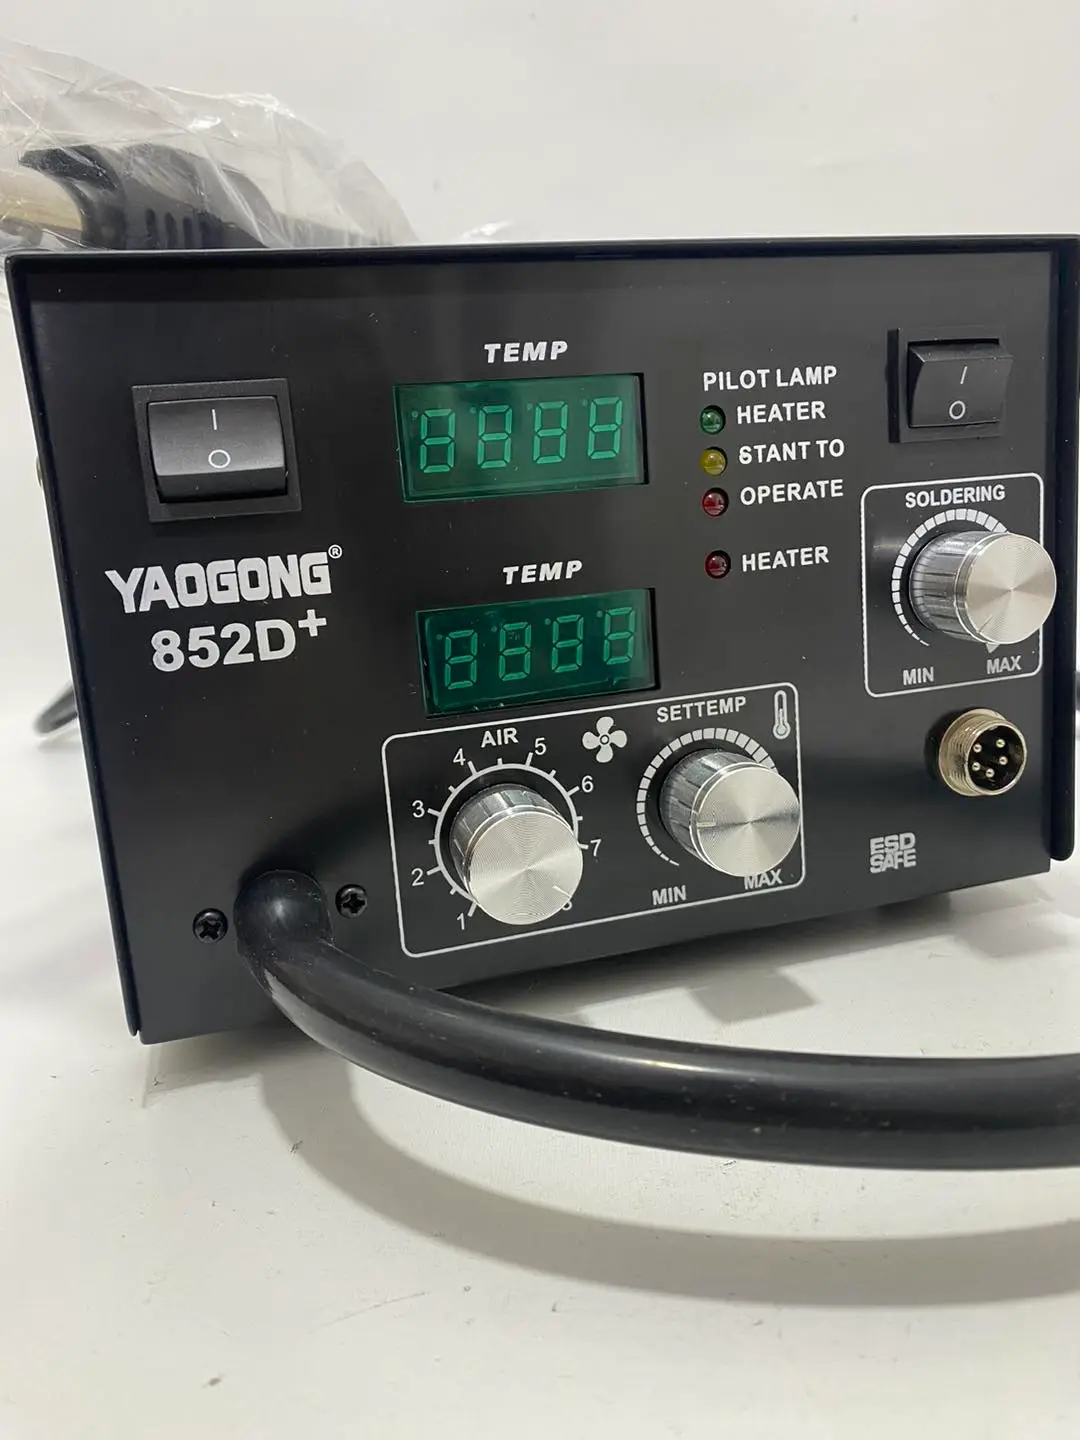 TEMP
PILOT LAMP
HEATER
STANT TO
OPERATE
HEATER
SOLDERING
MIN MAX
YAOGONG®
852D+
TEMP
AIR
1 2 3 4 5 6 7 8
SETTEMP
MIN MAX
ESD
SAFE